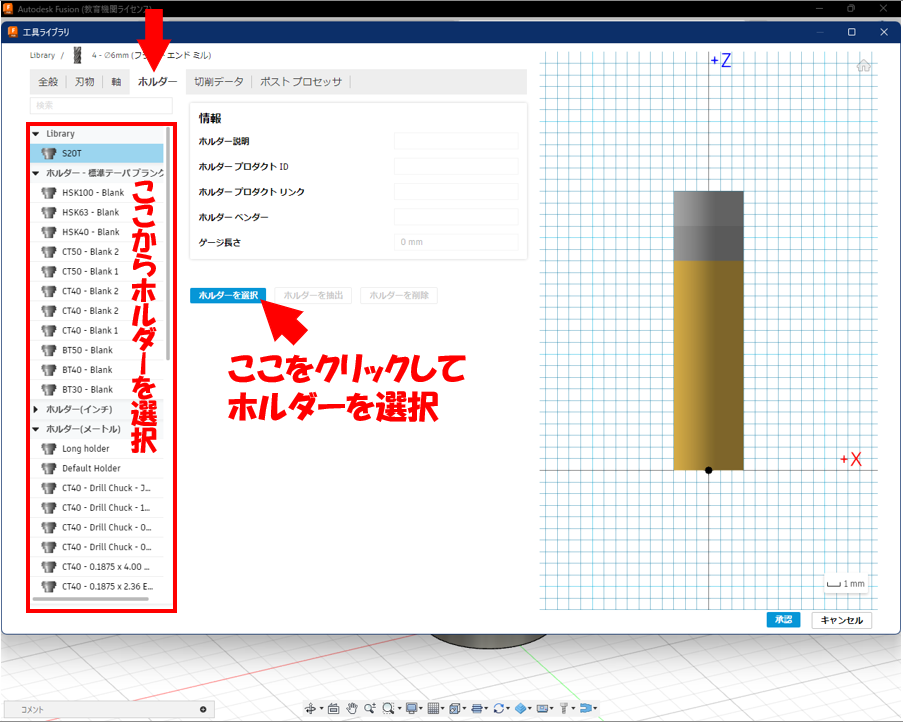 Autodesk Fusion (教育機関ライセンス)
工具ライブラリ
Library / 4 - ∅6mm (フラット エンド ミル)
全般 刃物 軸 ホルダー 切削データ ポスト プロセッサ
検索
Library
S20T
ホルダー - 標準テーパ ブランク
HSK100 - Blank
HSK63 - Blank
HSK40 - Blank
CT50 - Blank 2
CT50 - Blank 1
CT40 - Blank 2
CT40 - Blank 2
CT40 - Blank 1
BT50 - Blank
BT40 - Blank
BT30 - Blank
ホルダー(インチ)
ホルダー(メートル)
Long holder
Default Holder
CT40 - Drill Chuck - J...
CT40 - Drill Chuck - 1...
CT40 - Drill Chuck - 0...
CT40 - Drill Chuck - 0...
CT40 - 0.1875 x 4.00 ...
CT40 - 0.1875 x 2.36 E...
ここからホルダーを選択
情報
ホルダー説明
ホルダー プロダクト ID
ホルダー プロダクト リンク
ホルダー ベンダー
ゲージ長さ 0 mm
ホルダーを選択 ホルダーを抽出 ホルダーを削除
ここをクリックして
ホルダーを選択
+Z
+X
1 mm
承認 キャンセル
コメント